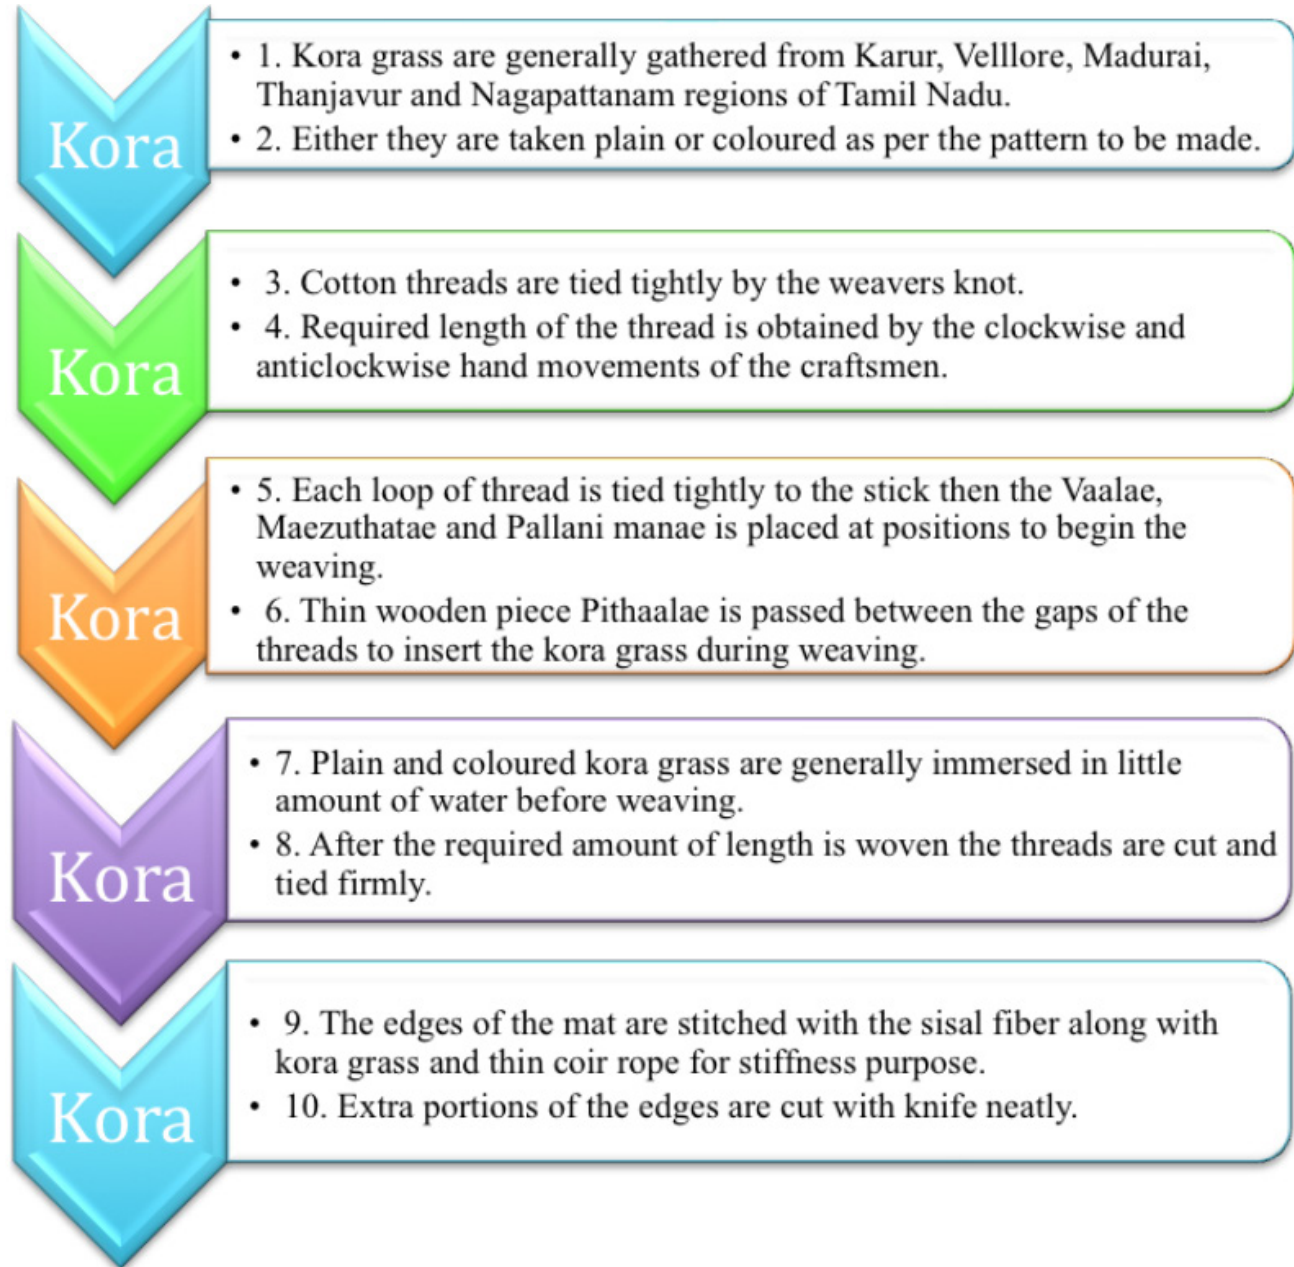 Kora
• 1. Kora grass are generally gathered from Karur, Velllore, Madurai,
Thanjavur and Nagapattanam regions of Tamil Nadu.
• 2. Either they are taken plain or coloured as per the pattern to be made.
Kora
• 3. Cotton threads are tied tightly by the weavers knot.
• 4. Required length of the thread is obtained by the clockwise and
anticlockwise hand movements of the craftsmen.
Kora
• 5. Each loop of thread is tied tightly to the stick then the Vaalae,
Maezuthatae and Pallani manae is placed at positions to begin the
weaving.
• 6. Thin wooden piece Pithaalae is passed between the gaps of the
threads to insert the kora grass during weaving.
Kora
• 7. Plain and coloured kora grass are generally immersed in little
amount of water before weaving.
• 8. After the required amount of length is woven the threads are cut and
tied firmly.
Kora
• 9. The edges of the mat are stitched with the sisal fiber along with
kora grass and thin coir rope for stiffness purpose.
• 10. Extra portions of the edges are cut with knife neatly.